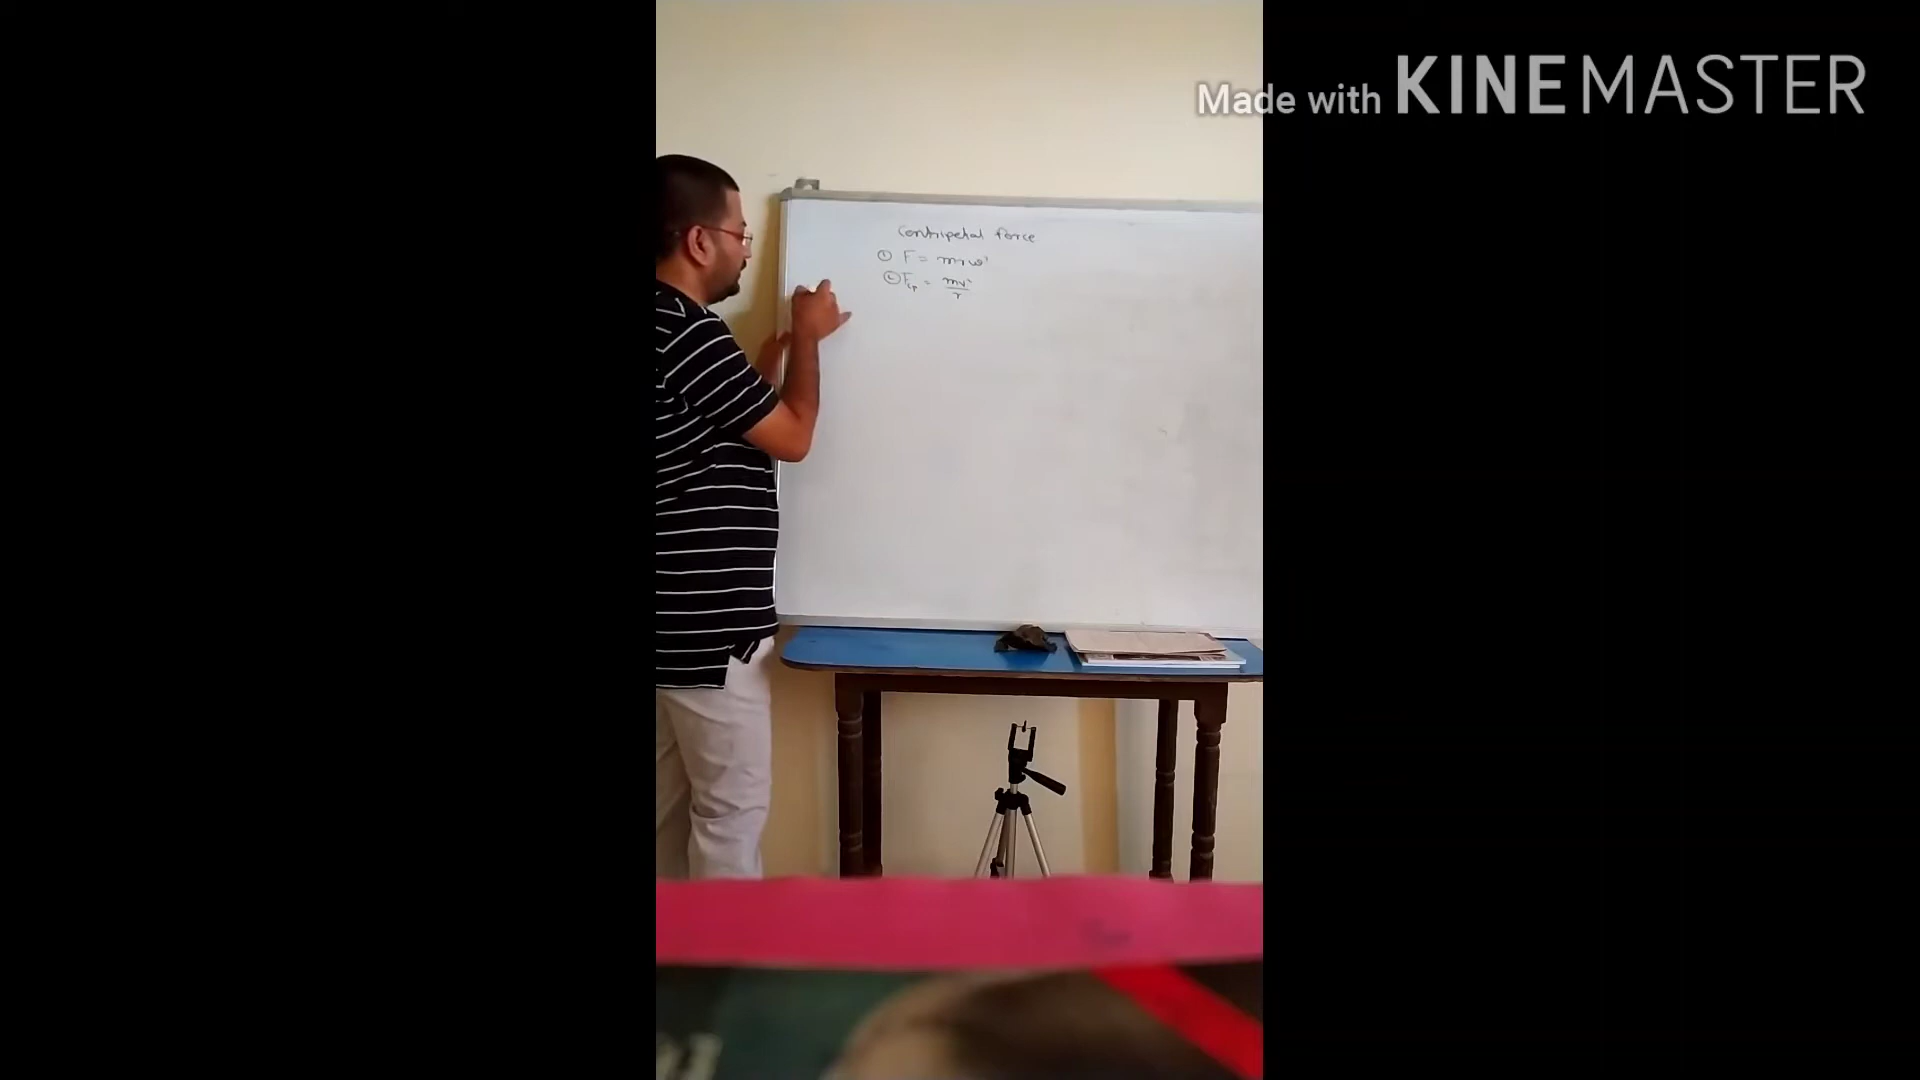 Made with KINEMASTER
Centripetal force
① F = mrω²
② Fcp = mv²/r